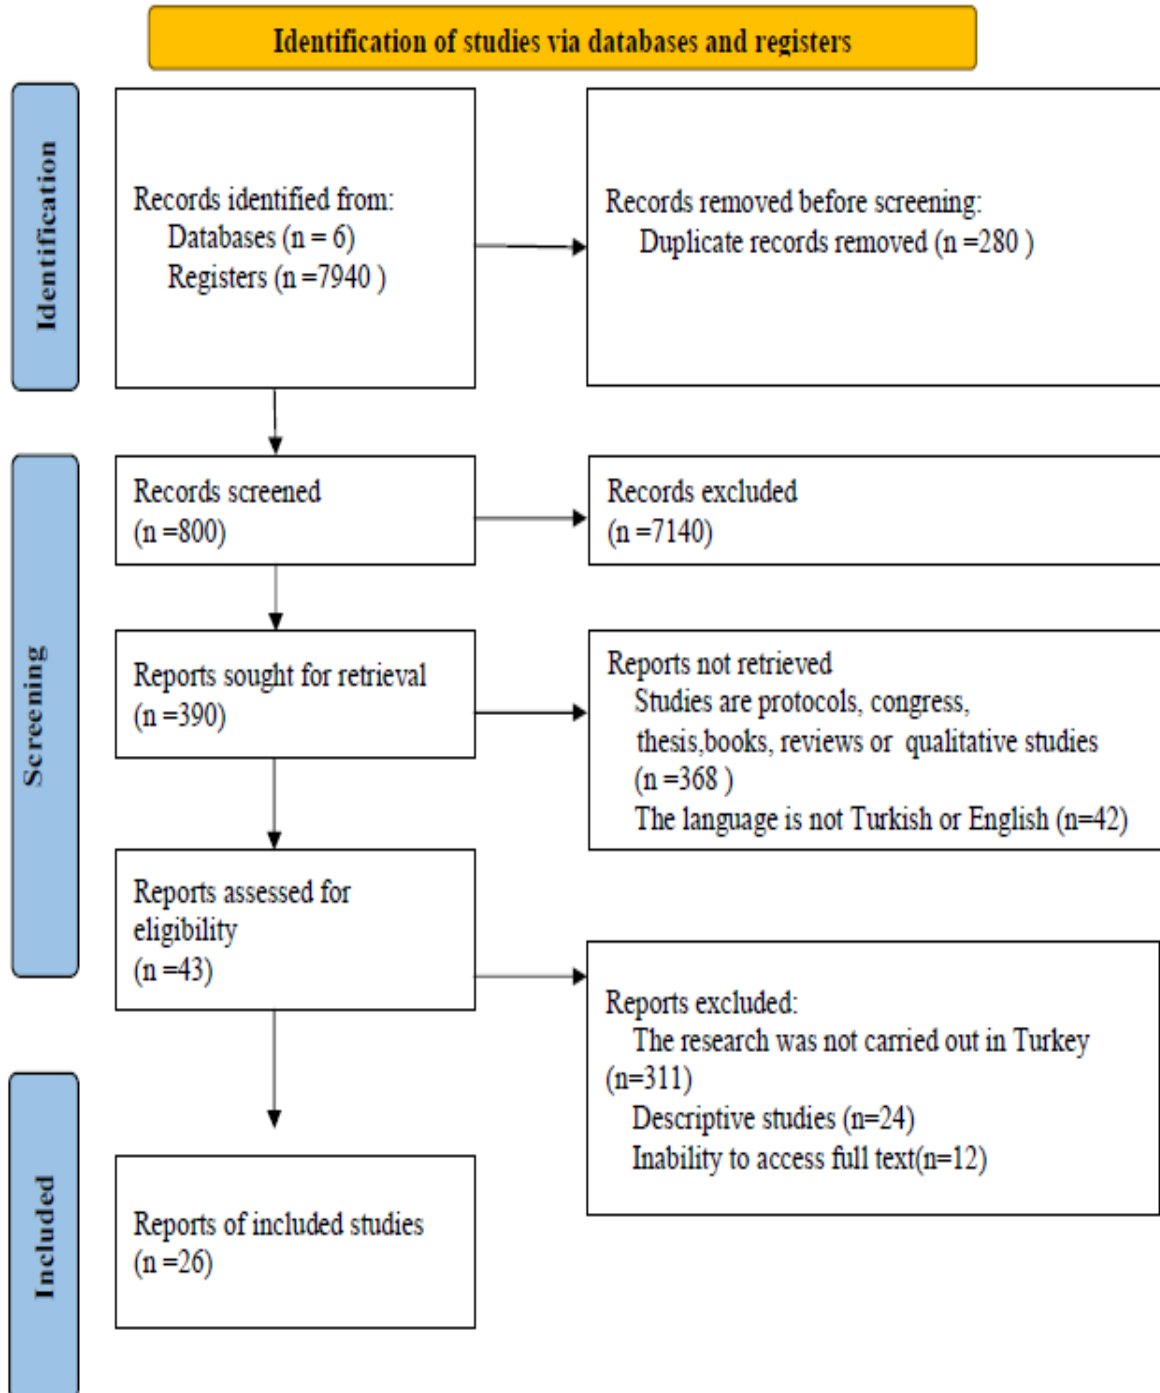 Identification of studies via databases and registers
Identification
Records identified from:
Databases (n = 6)
Registers (n =7940 )
Records removed before screening:
Duplicate records removed (n =280 )
Screening
Records screened
(n =800)
Records excluded
(n =7140)
Reports sought for retrieval
(n =390)
Reports not retrieved
Studies are protocols, congress,
thesis,books, reviews or qualitative studies
(n =368 )
The language is not Turkish or English (n=42)
Reports assessed for
eligibility
(n =43)
Reports excluded:
The research was not carried out in Turkey
(n=311)
Descriptive studies (n=24)
Inability to access full text(n=12)
Included
Reports of included studies
(n =26)